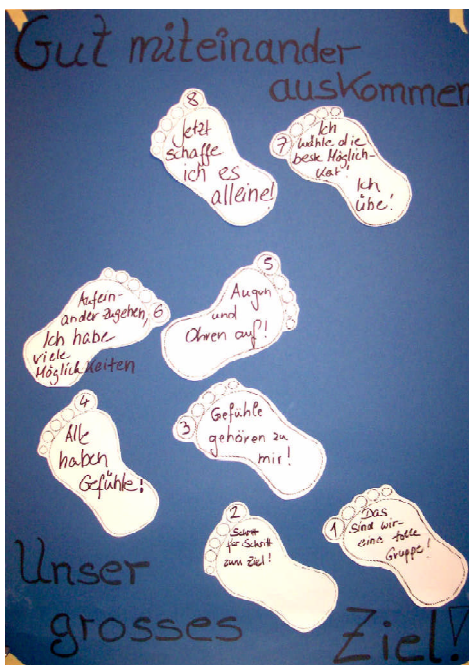 Gut miteinander
auskommen
8
Jetzt
schaffe
ich es
alleine!
7
Ich
wähle die
beste Möglich-
keit!
Ich
übe!
6
Aufein-
ander zugehen,
Ich habe
viele
Möglichkeiten
5
Augen
und
Ohren auf!
4
Alle
haben
Gefühle!
3
Gefühle
gehören zu
mir!
2
Schritt
für Schritt
zum Ziel!
1
Das
sind wir-
eine tolle
Gruppe!
Unser
grosses
Ziel!